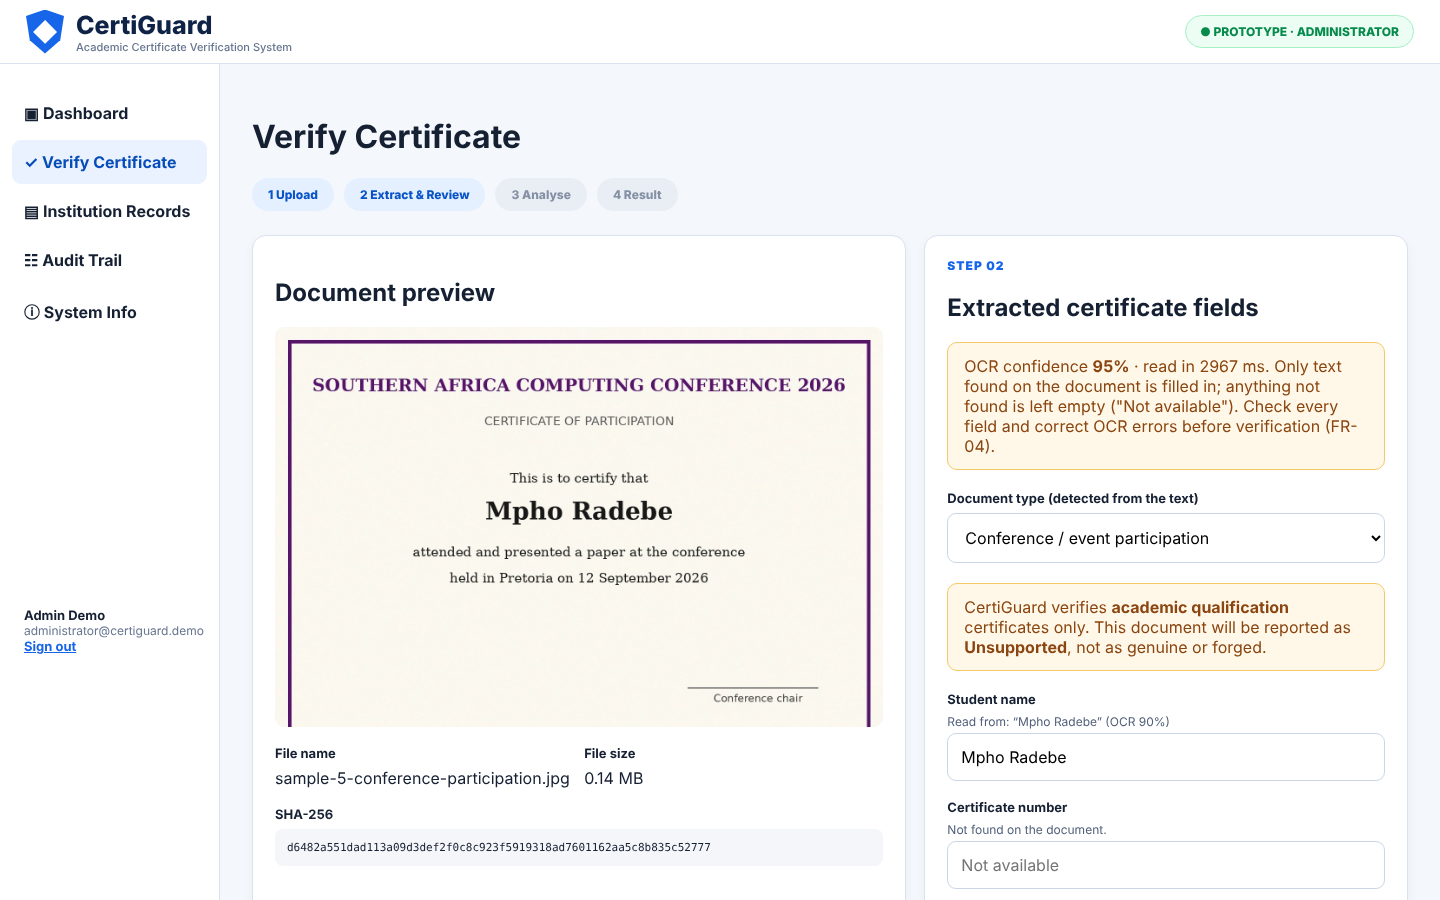 CertiGuard
Academic Certificate Verification System
● PROTOTYPE · ADMINISTRATOR
▣ Dashboard
✓ Verify Certificate
▤ Institution Records
☷ Audit Trail
ⓘ System Info
Admin Demo
administrator@certiguard.demo
Sign out
Verify Certificate
1 Upload
2 Extract & Review
3 Analyse
4 Result
Document preview
SOUTHERN AFRICA COMPUTING CONFERENCE 2026
CERTIFICATE OF PARTICIPATION
This is to certify that
Mpho Radebe
attended and presented a paper at the conference
held in Pretoria on 12 September 2026
Conference chair
File name
sample-5-conference-participation.jpg
File size
0.14 MB
SHA-256
d6482a551dad113a09d3def2f0c8c923f5919318ad7601162aa5c8b835c52777
STEP 02
Extracted certificate fields
OCR confidence 95% · read in 2967 ms. Only text
found on the document is filled in; anything not
found is left empty ("Not available"). Check every
field and correct OCR errors before verification (FR-
04).
Document type (detected from the text)
Conference / event participation
CertiGuard verifies academic qualification
certificates only. This document will be reported as
Unsupported, not as genuine or forged.
Student name
Read from: “Mpho Radebe” (OCR 90%)
Mpho Radebe
Certificate number
Not found on the document.
Not available